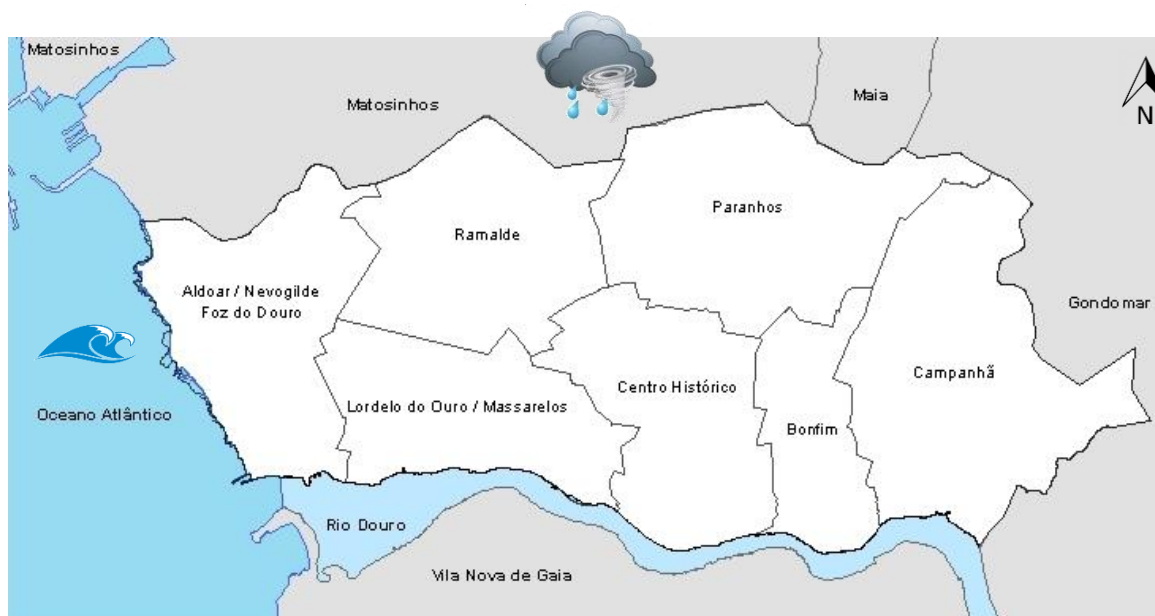 Matosinhos
Matosinhos
Maia
N
Paranhos
Ramalde
Aldoar / Nevogilde
Foz do Douro
Gondomar
Campanhã
Centro Histórico
Lordelo do Ouro / Massarelos
Oceano Atlântico
Bonfim
Rio Douro
Vila Nova de Gaia